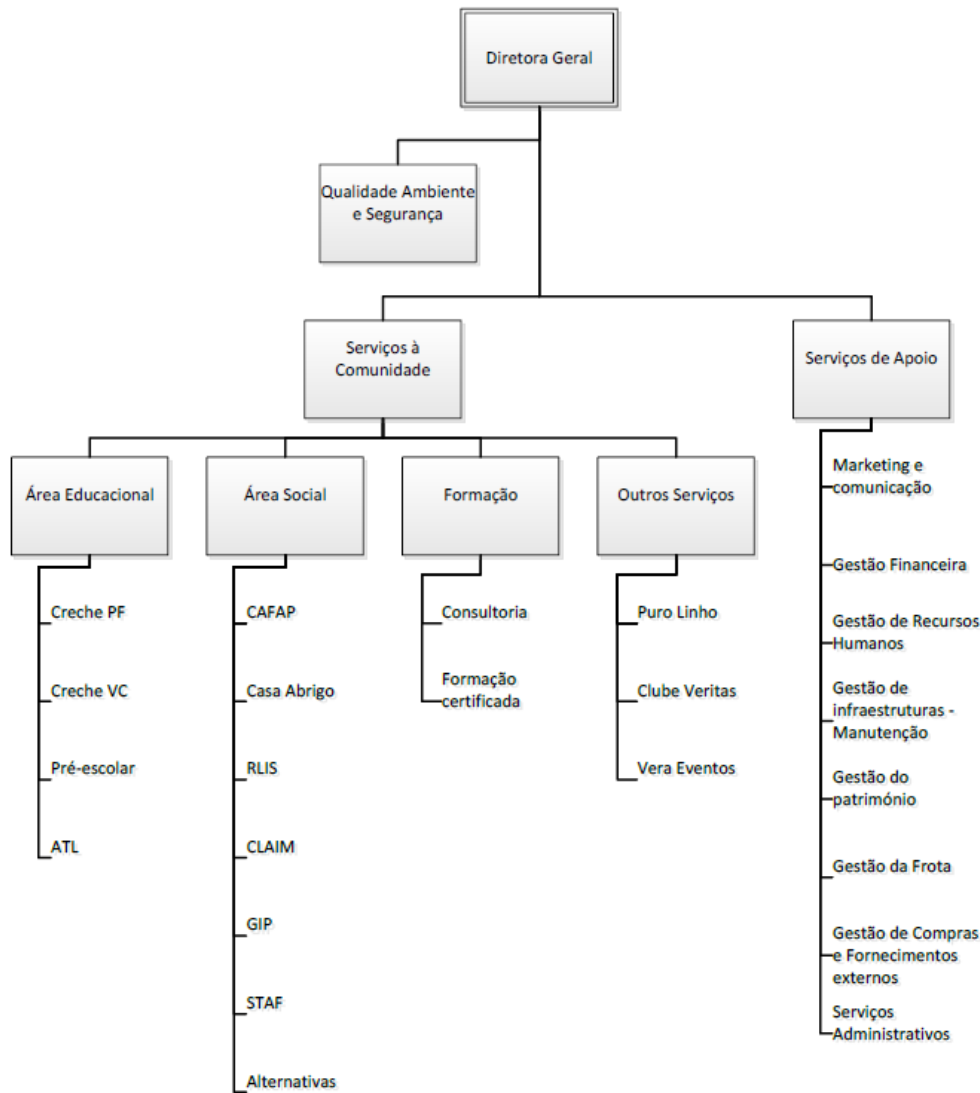 Diretora Geral
Qualidade Ambiente
e Segurança
Serviços à
Comunidade
Serviços de Apoio
Área Educacional
Área Social
Formação
Outros Serviços
Creche PF
Creche VC
Pré-escolar
ATL
CAFAP
Casa Abrigo
RLIS
CLAIM
GIP
STAF
Alternativas
Consultoria
Formação
certificada
Puro Linho
Clube Veritas
Vera Eventos
Marketing e
comunicação
Gestão Financeira
Gestão de Recursos
Humanos
Gestão de
infraestruturas -
Manutenção
Gestão do
património
Gestão da Frota
Gestão de Compras
e Fornecimentos
externos
Serviços
Administrativos